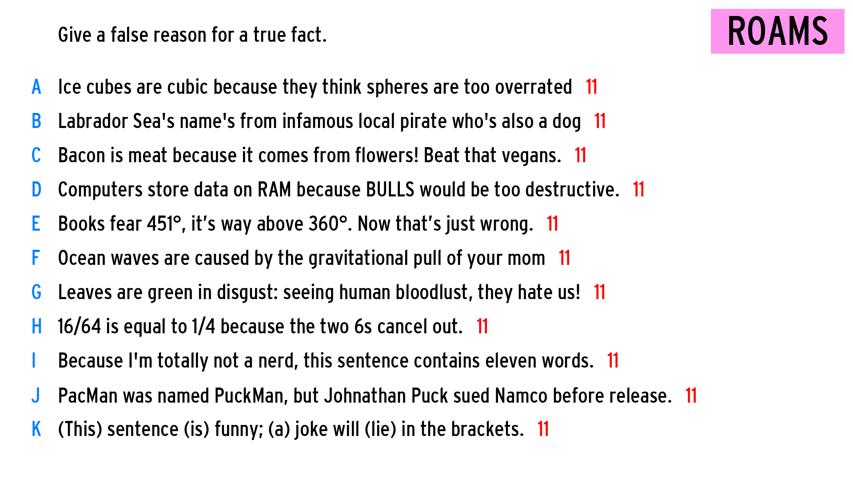 Give a false reason for a true fact.
ROAMS
A Ice cubes are cubic because they think spheres are too overrated 11
B Labrador Sea's name's from infamous local pirate who's also a dog 11
C Bacon is meat because it comes from flowers! Beat that vegans. 11
D Computers store data on RAM because BULLS would be too destructive. 11
E Books fear 451°, it's way above 360°. Now that's just wrong. 11
F Ocean waves are caused by the gravitational pull of your mom 11
G Leaves are green in disgust: seeing human bloodlust, they hate us! 11
H 16/64 is equal to 1/4 because the two 6s cancel out. 11
I Because I'm totally not a nerd, this sentence contains eleven words. 11
J PacMan was named PuckMan, but Johnathan Puck sued Namco before release. 11
K (This) sentence (is) funny; (a) joke will (lie) in the brackets. 11